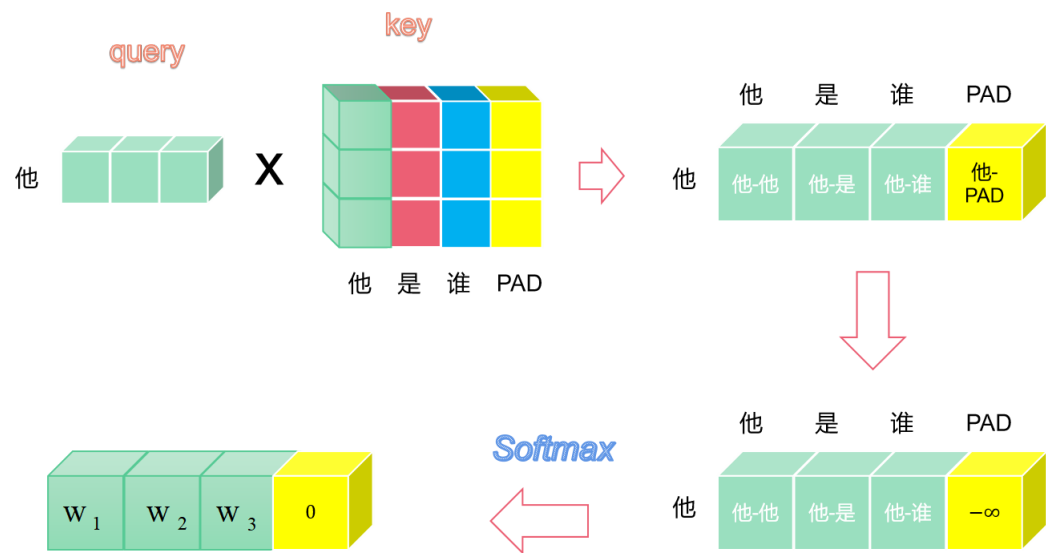 query
key
他
X
他 是 谁 PAD
他 是 谁 PAD
他
他-他
他-是
他-谁
他-
PAD
他 是 谁 PAD
他
他-他
他-是
他-谁
-∞
Softmax
W 1
W 2
W 3
0